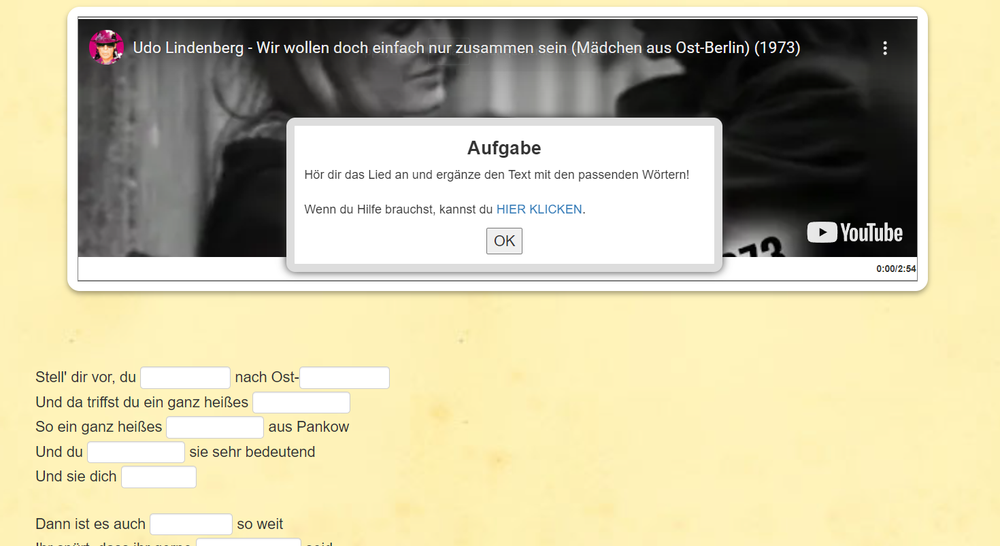 Udo Lindenberg - Wir wollen doch einfach nur zusammen sein (Mädchen aus Ost-Berlin) (1973)
Aufgabe
Hör dir das Lied an und ergänze den Text mit den passenden Wörtern!
Wenn du Hilfe brauchst, kannst du HIER KLICKEN.
OK
YouTube
0:00/2:54
Stell' dir vor, du nach Ost-
Und da triffst du ein ganz heißes
So ein ganz heißes aus Pankow
Und du sie sehr bedeutend
Und sie dich
Dann ist es auch so weit
Ihr spürt, dass ihr gerne seid